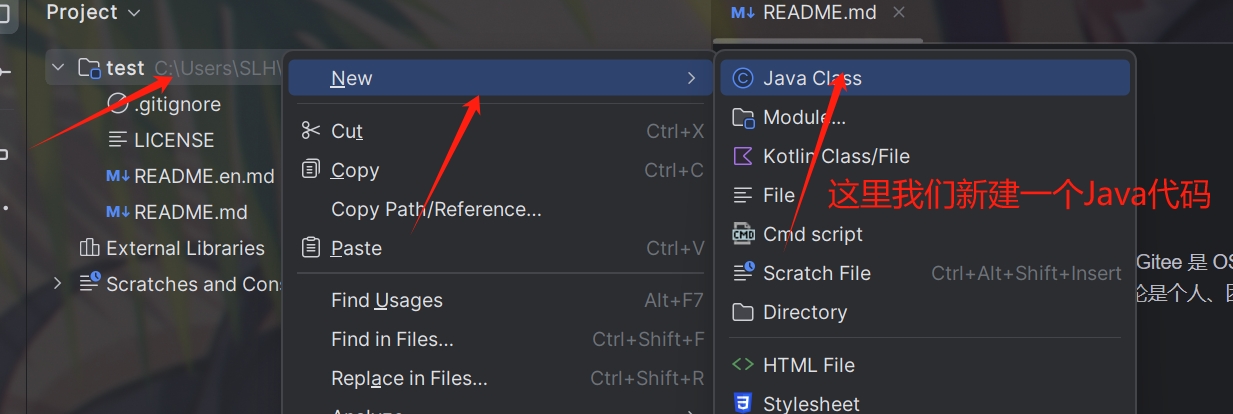 Project
README.md
test C:\Users\SLH\
.gitignore
LICENSE
README.en.md
README.md
External Libraries
Scratches and Con
New
Cut Ctrl+X
Copy Ctrl+C
Copy Path/Reference...
Paste Ctrl+V
Find Usages Alt+F7
Find in Files... Ctrl+Shift+F
Replace in Files... Ctrl+Shift+R
Analyze
Java Class
Module...
Kotlin Class/File
File
Cmd script
Scratch File Ctrl+Alt+Shift+Insert
Directory
HTML File
Stylesheet
这里我们新建一个Java代码
Gitee 是 OS
论是个人、团